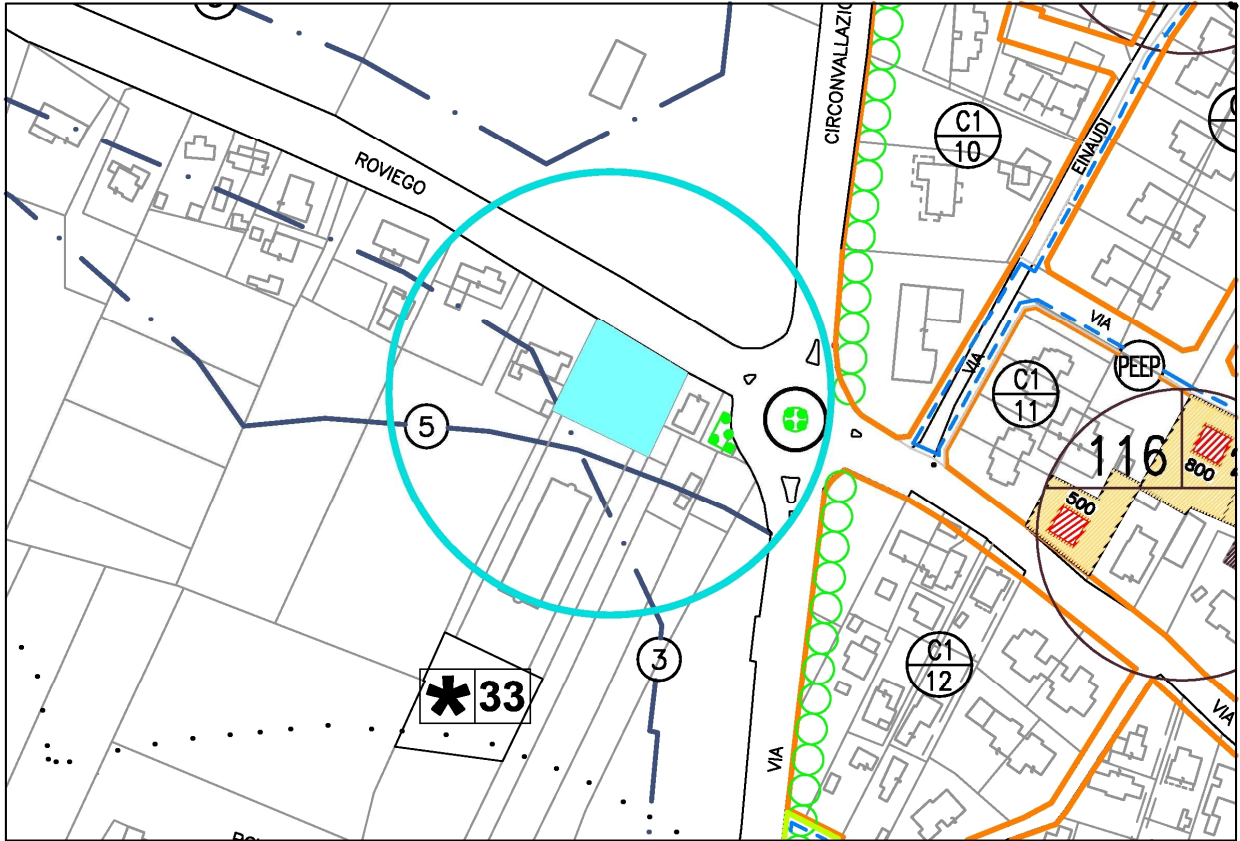 CIRCONVALLAZIO
C1
10
EINAUDI
ROVIEGO
VIA
VIA
PEEP
C1
11
5
116
800
500
3
C1
12
* 33
VIA
VIA